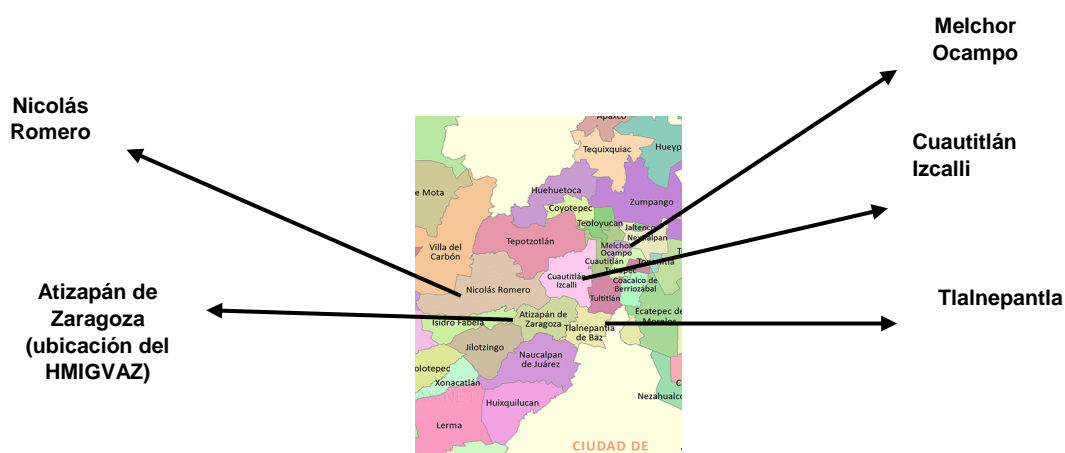 Melchor
Ocampo
Nicolás
Romero
Cuautitlán
Izcalli
Atizapán de
Zaragoza
(ubicación del
HMIGVAZ)
Tlalnepantla
Apaxco
Tequixquiac
Hueyp
e Mota
Huehuetoca
Zumpango
Coyotepec
Teoloyucan
Jaltenco
Nextlalpan
Villa del
Carbón
Tepotzotlán
Melchor
Ocampo
Cuautitlán
Tultepec
Cuautitlán
Izcalli
Coacalco de
Berriozábal
Nicolás Romero
Tultitlán
Ecatepec de
Morelos
Isidro Fabela
Atizapán de
Zaragoza
Tlalnepantla
de Baz
Jilotzingo
Naucalpan
de Juárez
olotepec
Xonacatlán
Huixquilucan
Nezahualco
Lerma
CIUDAD DE